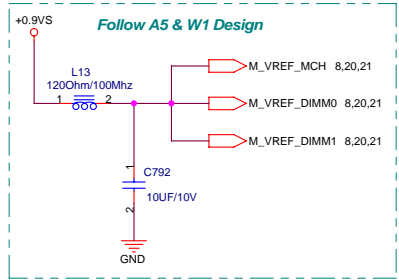 +0.9VS
Follow A5 & W1 Design
L13
120Ohm/100Mhz
1 2
M_VREF_MCH 8,20,21
M_VREF_DIMM0 8,20,21
M_VREF_DIMM1 8,20,21
1
C792
10UF/10V
2
GND